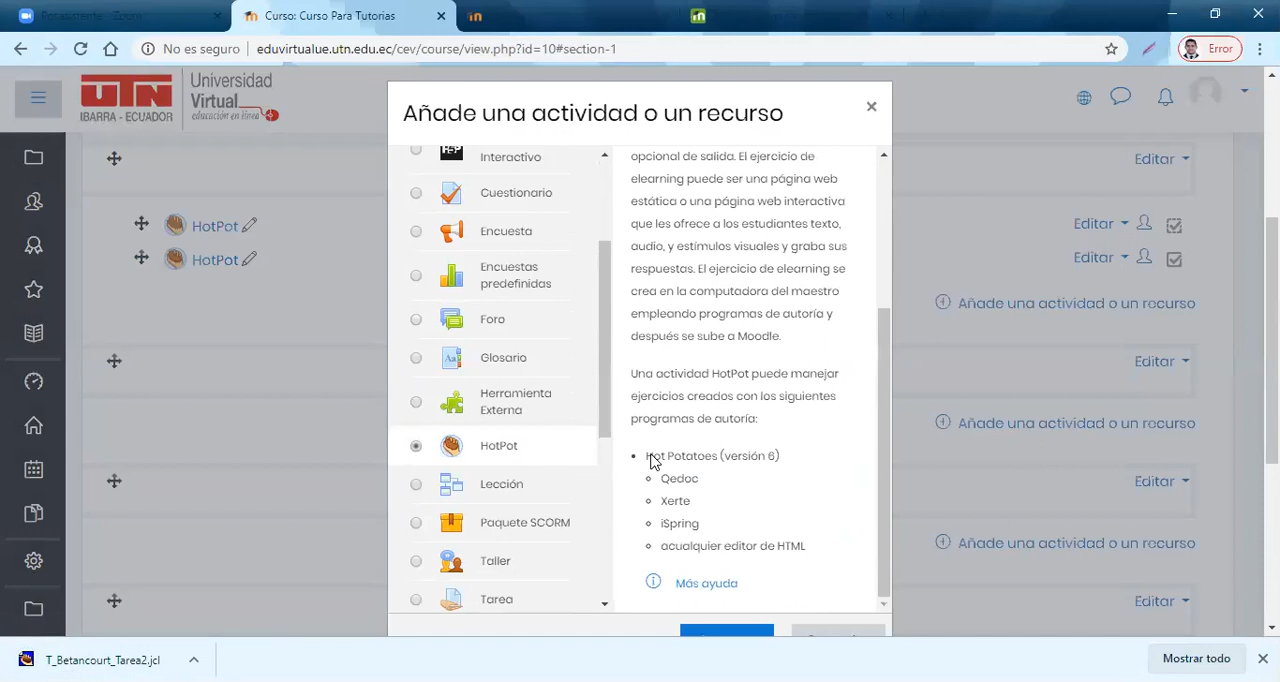 Curso: Curso Para Tutorias
No es seguro
eduvirtualue.utn.edu.ec/cev/course/view.php?id=10#section-1
Error
UTN
IBARRA - ECUADOR
Universidad
Virtual
educación en línea
Añade una actividad o un recurso
Editar
HotPot
Editar
HotPot
Editar
Añade una actividad o un recurso
Editar
Añade una actividad o un recurso
Editar
Añade una actividad o un recurso
Editar
H-P
Interactivo
Cuestionario
Encuesta
Encuestas
predefinidas
Foro
Glosario
Herramienta
Externa
HotPot
Lección
Paquete SCORM
Taller
Tarea
opcional de salida. El ejercicio de
elearning puede ser una página web
estática o una página web interactiva
que les ofrece a los estudiantes texto,
audio, y estímulos visuales y graba sus
respuestas. El ejercicio de elearning se
crea en la computadora del maestro
empleando programas de autoría y
después se sube a Moodle.
Una actividad HotPot puede manejar
ejercicios creados con los siguientes
programas de autoría:
Hot Potatoes (versión 6)
Qedoc
Xerte
iSpring
acualquier editor de HTML
Más ayuda
T_Betancourt_Tarea2.jcl
Mostrar todo